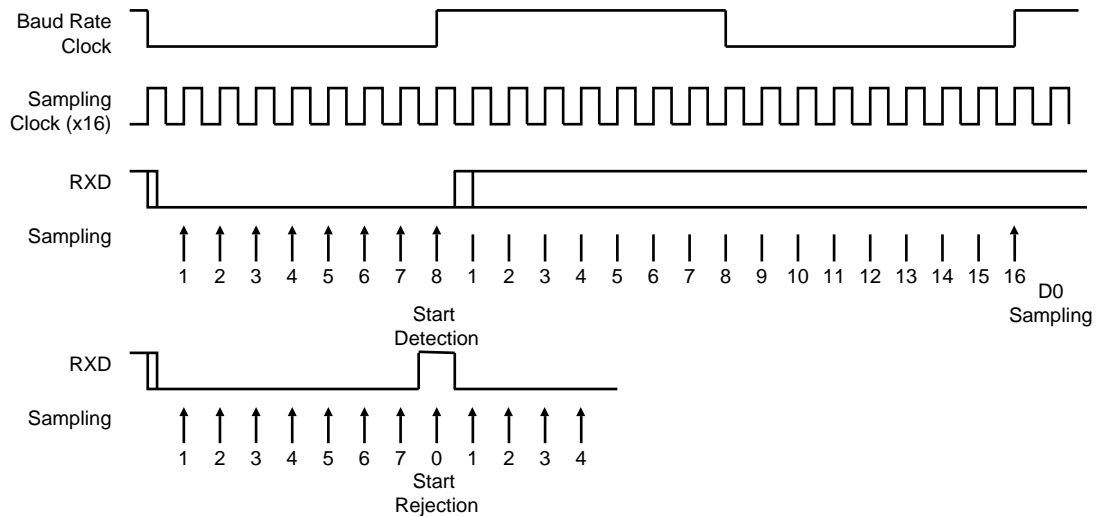 Baud Rate
Clock
Sampling
Clock (x16)
RXD
Sampling
1 2 3 4 5 6 7 8 1 2 3 4 5 6 7 8 9 10 11 12 13 14 15 16
D0
Sampling
Start
Detection
RXD
Sampling
1 2 3 4 5 6 7 0 1 2 3 4
Start
Rejection